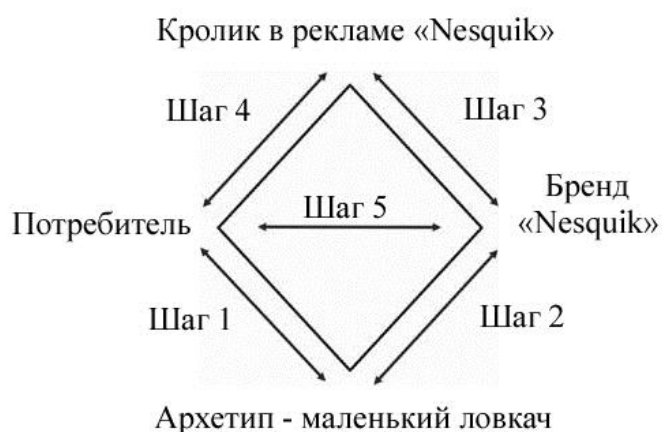 Кролик в рекламе «Nesquik»
Шаг 4
Шаг 3
Потребитель
Шаг 5
Бренд
«Nesquik»
Шаг 1
Шаг 2
Архетип - маленький ловкач